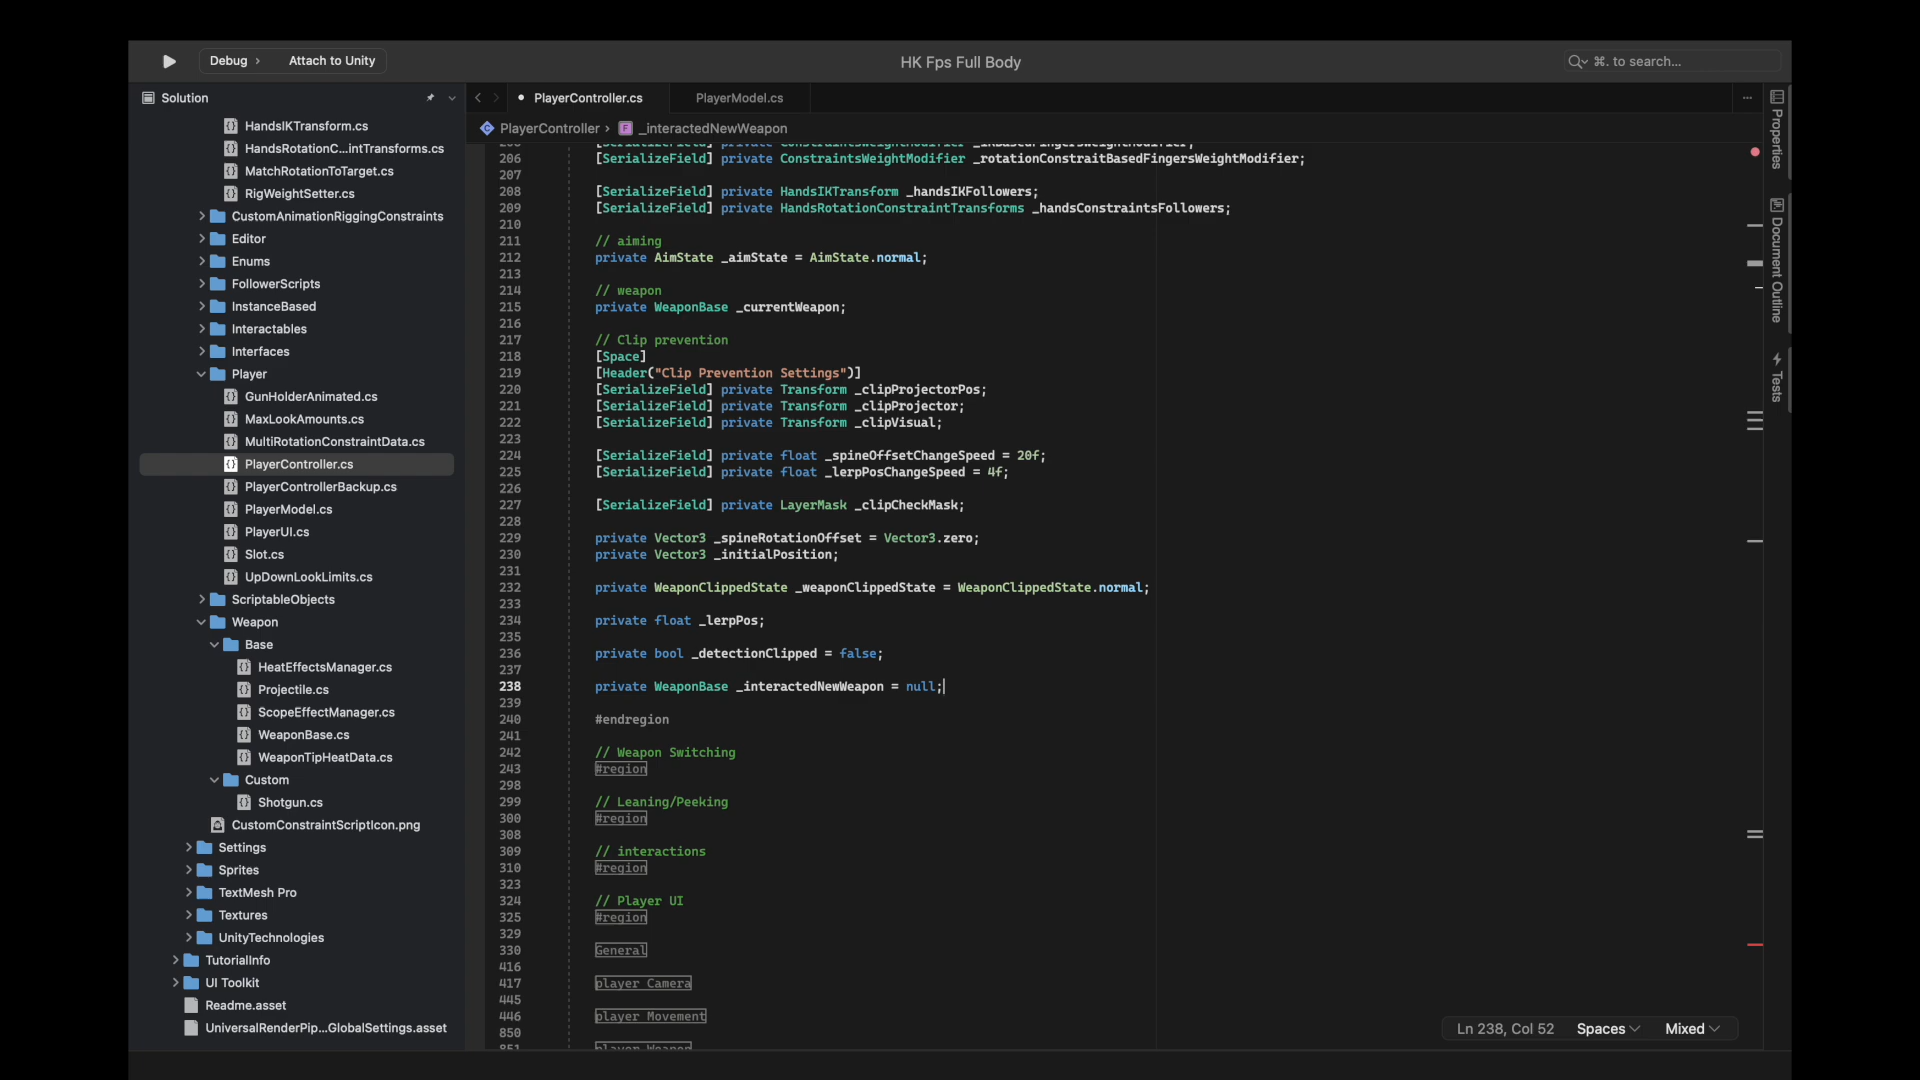 Debug › Attach to Unity
HK Fps Full Body
⌘. to search...
Solution
PlayerController.cs
PlayerModel.cs
PlayerController › _interactedNewWeapon
HandsIKTransform.cs
HandsRotationC...intTransforms.cs
MatchRotationToTarget.cs
RigWeightSetter.cs
CustomAnimationRiggingConstraints
Editor
Enums
FollowerScripts
InstanceBased
Interactables
Interfaces
Player
GunHolderAnimated.cs
MaxLookAmounts.cs
MultiRotationConstraintData.cs
PlayerController.cs
PlayerControllerBackup.cs
PlayerModel.cs
PlayerUI.cs
Slot.cs
UpDownLookLimits.cs
ScriptableObjects
Weapon
Base
HeatEffectsManager.cs
Projectile.cs
ScopeEffectManager.cs
WeaponBase.cs
WeaponTipHeatData.cs
Custom
Shotgun.cs
CustomConstraintScriptIcon.png
Settings
Sprites
TextMesh Pro
Textures
UnityTechnologies
TutorialInfo
UI Toolkit
Readme.asset
UniversalRenderPip...GlobalSettings.asset
206 [SerializeField] private ConstraintsWeightModifier _rotationConstraitBasedFingersWeightModifier;
207
208 [SerializeField] private HandsIKTransform _handsIKFollowers;
209 [SerializeField] private HandsRotationConstraintTransforms _handsConstraintsFollowers;
210
211 // aiming
212 private AimState _aimState = AimState.normal;
213
214 // weapon
215 private WeaponBase _currentWeapon;
216
217 // Clip prevention
218 [Space]
219 [Header("Clip Prevention Settings")]
220 [SerializeField] private Transform _clipProjectorPos;
221 [SerializeField] private Transform _clipProjector;
222 [SerializeField] private Transform _clipVisual;
223
224 [SerializeField] private float _spineOffsetChangeSpeed = 20f;
225 [SerializeField] private float _lerpPosChangeSpeed = 4f;
226
227 [SerializeField] private LayerMask _clipCheckMask;
228
229 private Vector3 _spineRotationOffset = Vector3.zero;
230 private Vector3 _initialPosition;
231
232 private WeaponClippedState _weaponClippedState = WeaponClippedState.normal;
233
234 private float _lerpPos;
235
236 private bool _detectionClipped = false;
237
238 private WeaponBase _interactedNewWeapon = null;
239
240 #endregion
241
242 // Weapon Switching
243 #region
298
299 // Leaning/Peeking
300 #region
308
309 // interactions
310 #region
323
324 // Player UI
325 #region
329
330 General
416
417 player Camera
445
446 player Movement
850
851 player Weapon
Properties
Document Outline
Tests
Ln 238, Col 52 Spaces Mixed